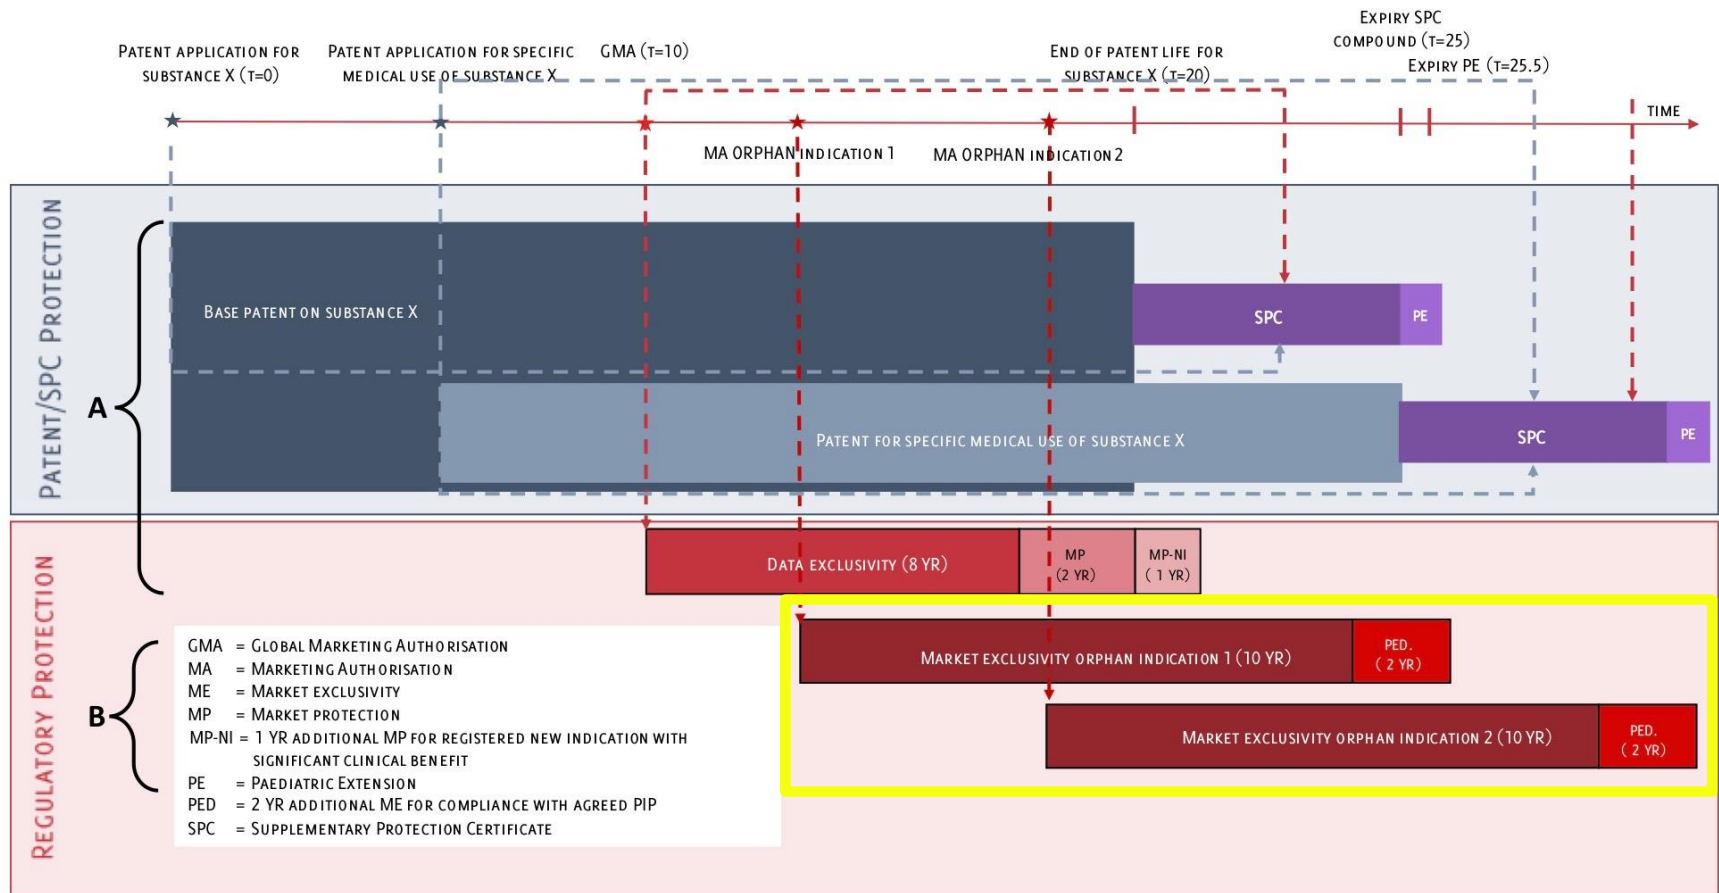 PATENT APPLICATION FOR
SUBSTANCE X (T=0)
PATENT APPLICATION FOR SPECIFIC
MEDICAL USE OF SUBSTANCE X
GMA (T=10)
END OF PATENT LIFE FOR
SUBSTANCE X (T=20)
EXPIRY SPC
COMPOUND (T=25)
EXPIRY PE (T=25.5)
TIME
MA ORPHAN INDICATION 1
MA ORPHAN INDICATION 2
PATENT/SPC PROTECTION
A
BASE PATENT ON SUBSTANCE X
SPC
PE
PATENT FOR SPECIFIC MEDICAL USE OF SUBSTANCE X
SPC
PE
REGULATORY PROTECTION
DATA EXCLUSIVITY (8 YR)
MP
(2 YR)
MP-NI
( 1 YR)
B
GMA = GLOBAL MARKETING AUTHORISATION
MA = MARKETING AUTHORISATION
ME = MARKET EXCLUSIVITY
MP = MARKET PROTECTION
MP-NI = 1 YR ADDITIONAL MP FOR REGISTERED NEW INDICATION WITH
SIGNIFICANT CLINICAL BENEFIT
PE = PAEDIATRIC EXTENSION
PED = 2 YR ADDITIONAL ME FOR COMPLIANCE WITH AGREED PIP
SPC = SUPPLEMENTARY PROTECTION CERTIFICATE
MARKET EXCLUSIVITY ORPHAN INDICATION 1 (10 YR)
PED.
( 2 YR)
MARKET EXCLUSIVITY ORPHAN INDICATION 2 (10 YR)
PED.
( 2 YR)